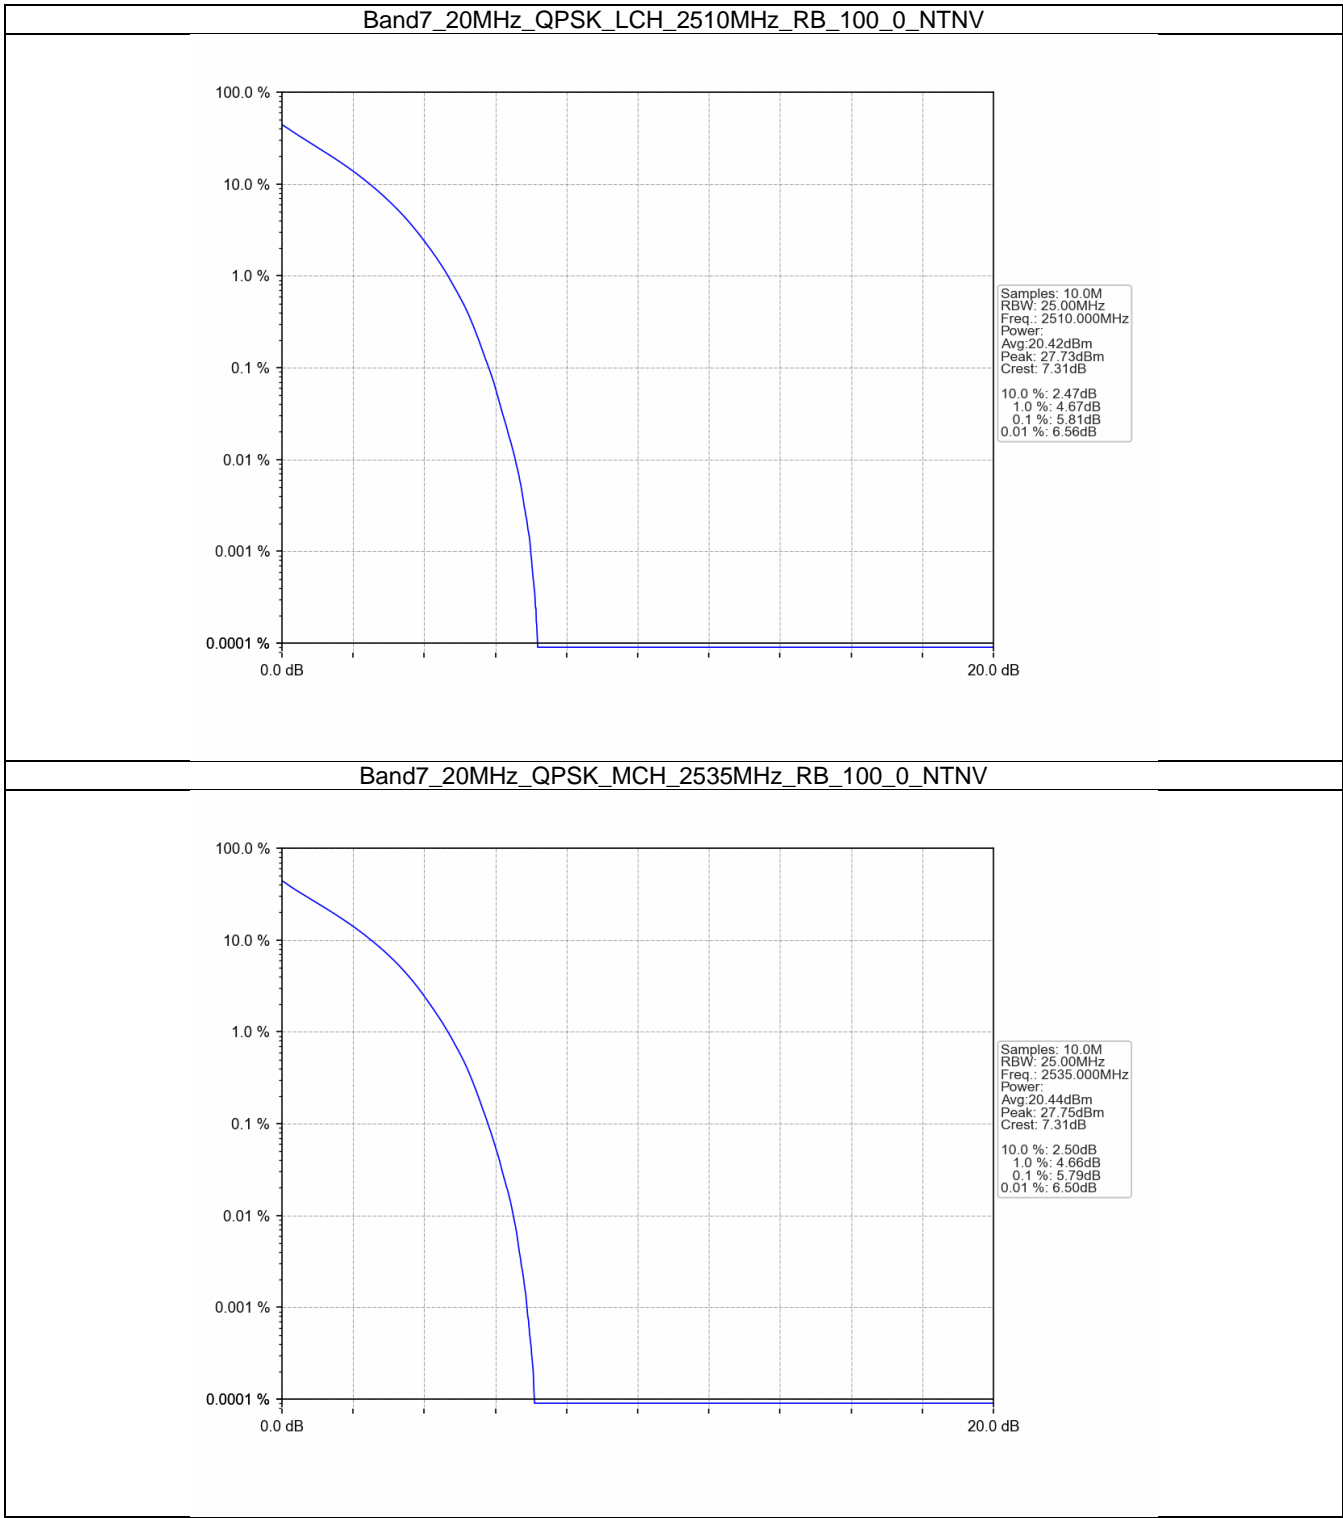 Band7_20MHz_QPSK_LCH_2510MHz_RB_100_0_NTNV
100.0 %
10.0 %
1.0 %
0.1 %
0.01 %
0.001 %
0.0001 %
0.0 dB
20.0 dB
Samples: 10.0M
RBW: 25.00MHz
Freq.: 2510.000MHz
Power:
Avg:20.42dBm
Peak: 27.73dBm
Crest: 7.31dB
10.0 %: 2.47dB
1.0 %: 4.67dB
0.1 %: 5.81dB
0.01 %: 6.56dB
Band7_20MHz_QPSK_MCH_2535MHz_RB_100_0_NTNV
100.0 %
10.0 %
1.0 %
0.1 %
0.01 %
0.001 %
0.0001 %
0.0 dB
20.0 dB
Samples: 10.0M
RBW: 25.00MHz
Freq.: 2535.000MHz
Power:
Avg:20.44dBm
Peak: 27.75dBm
Crest: 7.31dB
10.0 %: 2.50dB
1.0 %: 4.66dB
0.1 %: 5.79dB
0.01 %: 6.50dB